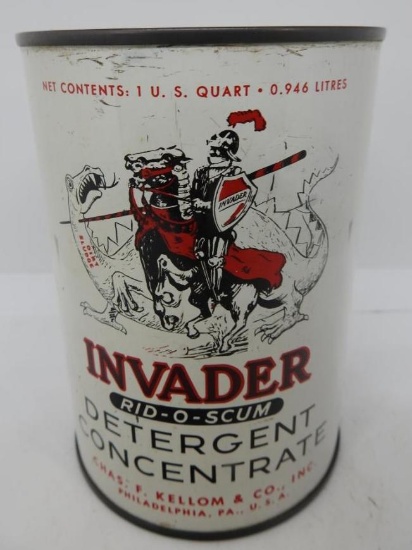 NET CONTENTS: 1 U. S. QUART • 0.946 LITRES
INVADER
INVADER
RID-O-SCUM
DETERGENT
CONCENTRATE
CHAS. F. KELLOM & CO., INC.
PHILADELPHIA, PA., U. S. A.